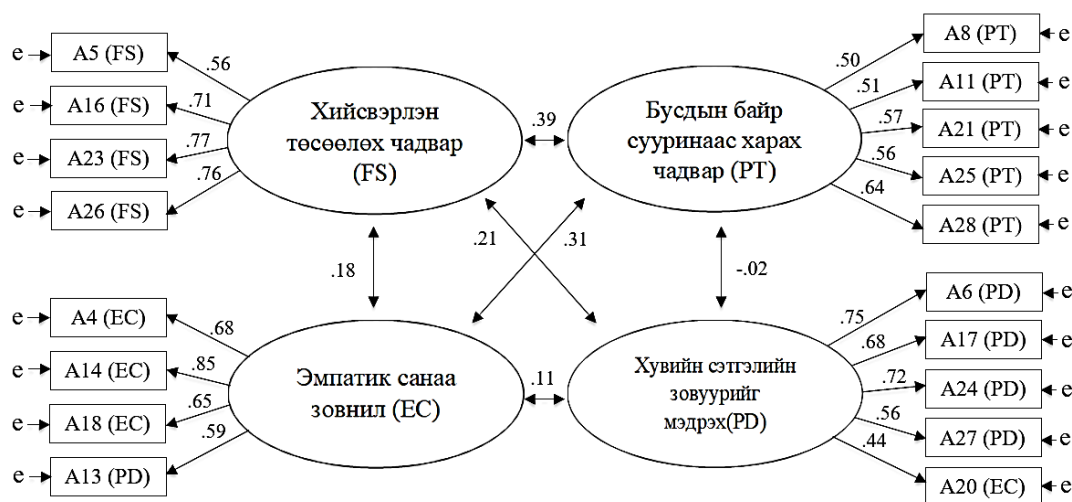 e
A5 (FS)
.56
e
A16 (FS)
.71
e
A23 (FS)
.77
e
A26 (FS)
.76
Хийсвэрлэн
төсөөлөх чадвар
(FS)
.39
Бусдын байр
сууринаас харах
чадвар (PT)
.50
A8 (PT)
e
.51
A11 (PT)
e
.57
A21 (PT)
e
.56
A25 (PT)
e
.64
A28 (PT)
e
.18
.21
.31
-.02
e
A4 (EC)
.68
e
A14 (EC)
.85
e
A18 (EC)
.65
e
A13 (PD)
.59
Эмпатик санаа
зовнил (EC)
.11
Хувийн сэтгэлийн
зовуурийг
мэдрэх(PD)
.75
A6 (PD)
e
.68
A17 (PD)
e
.72
A24 (PD)
e
.56
A27 (PD)
e
.44
A20 (EC)
e